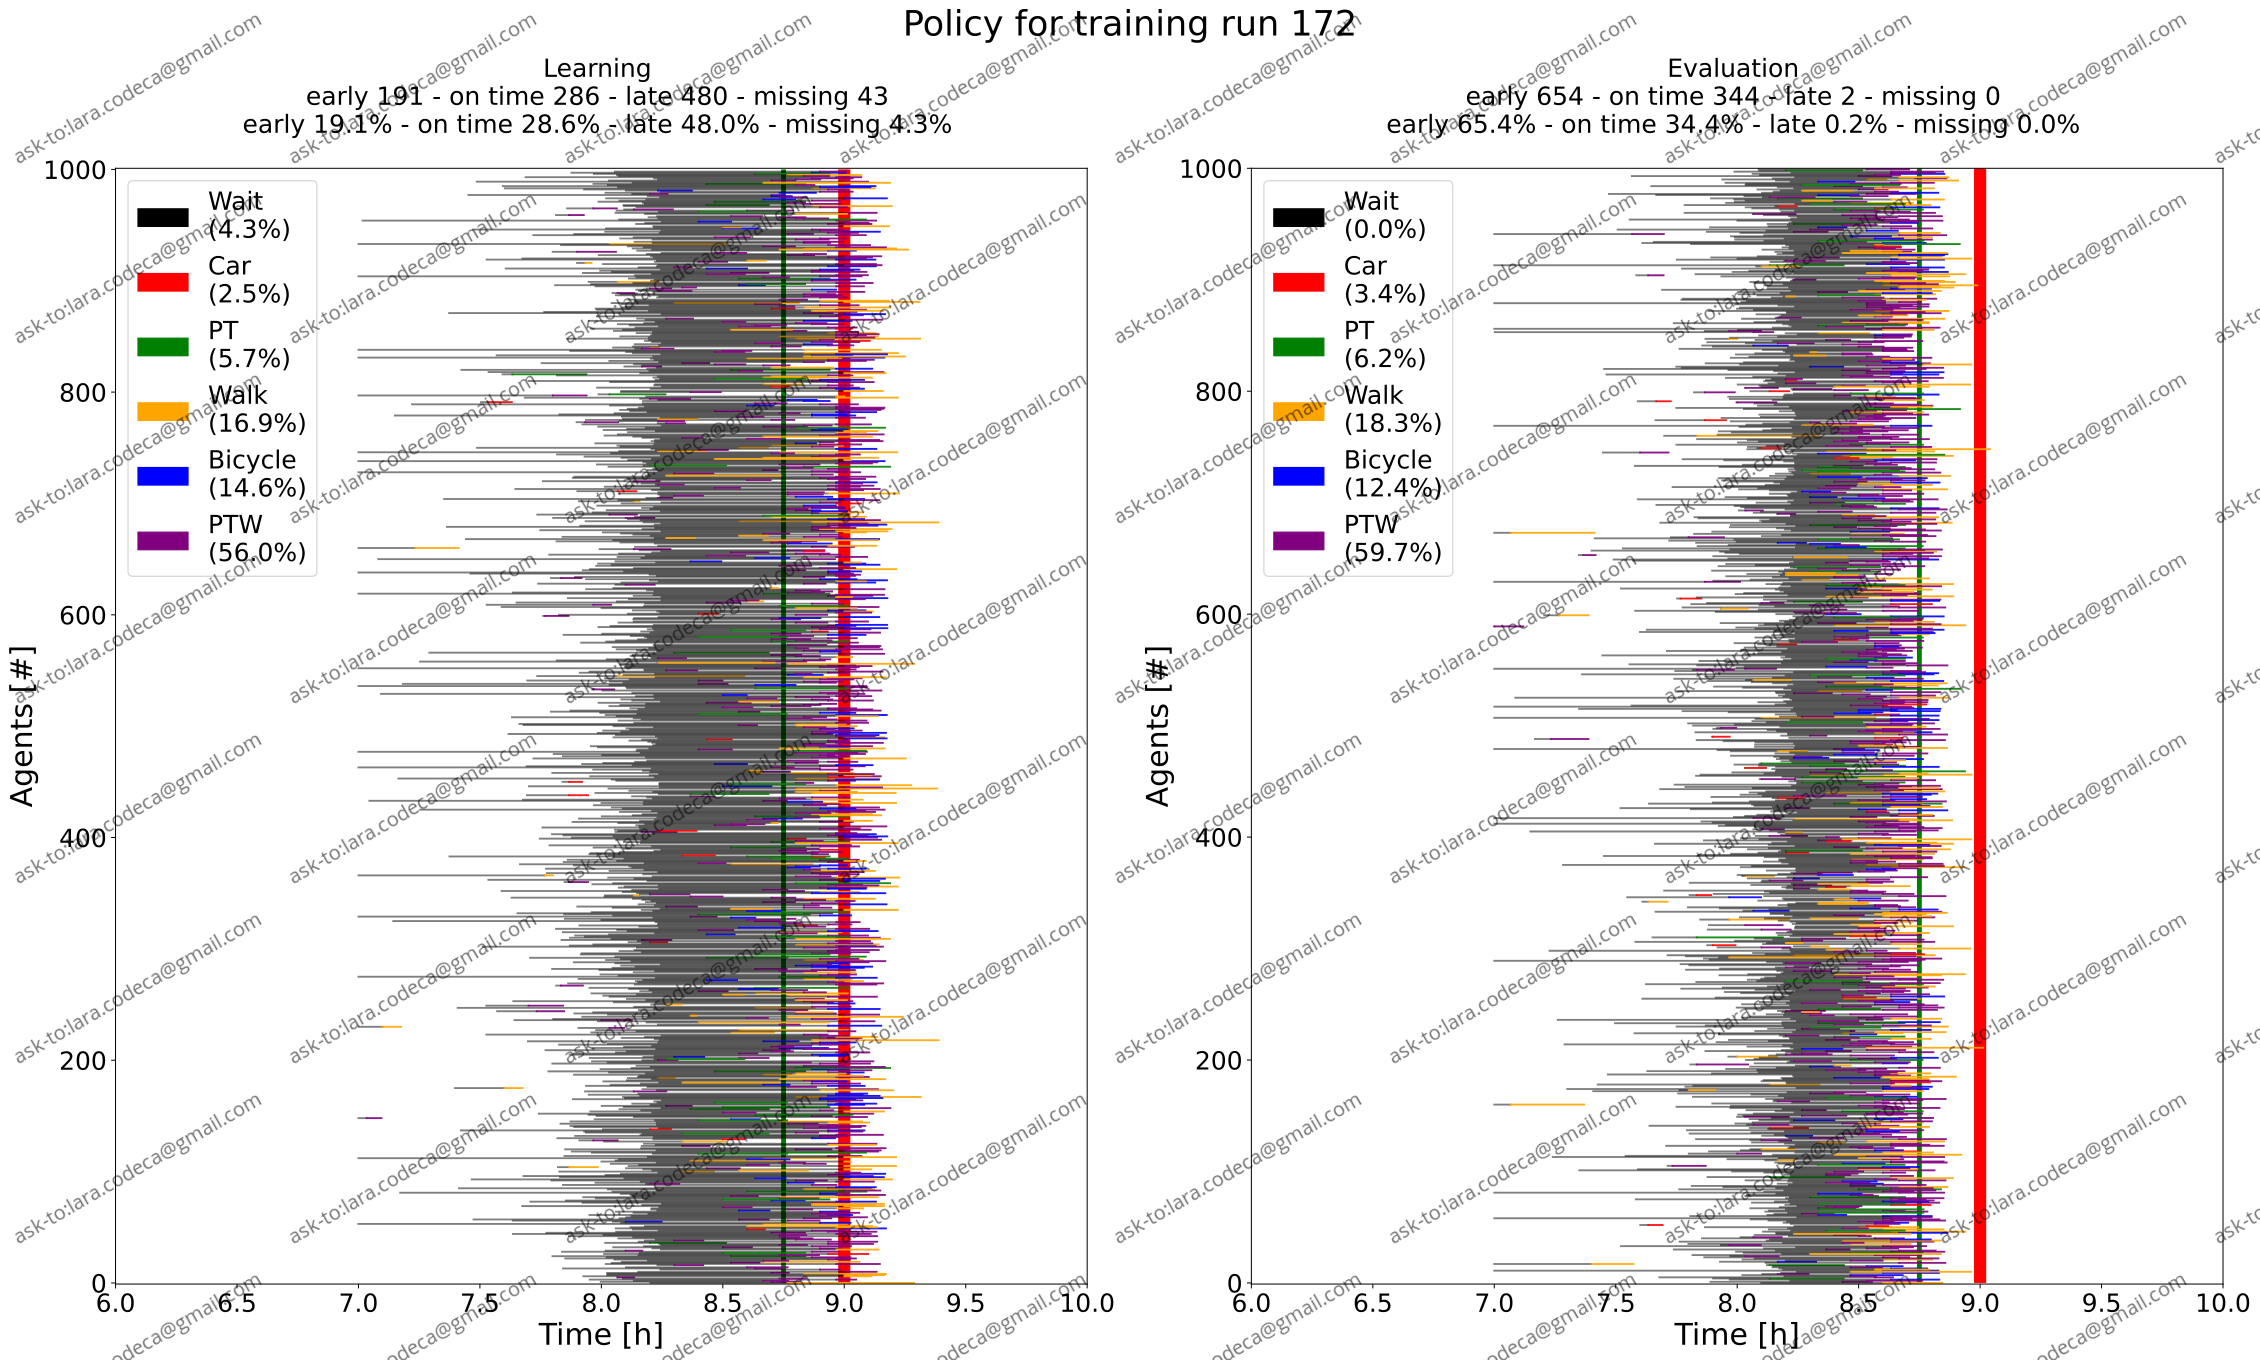 Policy for training run 172
Learning
early 191 - on time 286 - late 480 - missing 43
early 19.1% - on time 28.6% - late 48.0% - missing 4.3%
Wait
(4.3%)
Car
(2.5%)
PT
(5.7%)
Walk
(16.9%)
Bicycle
(14.6%)
PTW
(56.0%)
Agents [#]
1000
800
600
400
200
0
6.0 6.5 7.0 7.5 8.0 8.5 9.0 9.5 10.0
Time [h]
Evaluation
early 654 - on time 344 - late 2 - missing 0
early 65.4% - on time 34.4% - late 0.2% - missing 0.0%
Wait
(0.0%)
Car
(3.4%)
PT
(6.2%)
Walk
(18.3%)
Bicycle
(12.4%)
PTW
(59.7%)
Agents [#]
1000
800
600
400
200
0
6.0 6.5 7.0 7.5 8.0 8.5 9.0 9.5 10.0
Time [h]
ask-to:lara.codeca@gmail.com